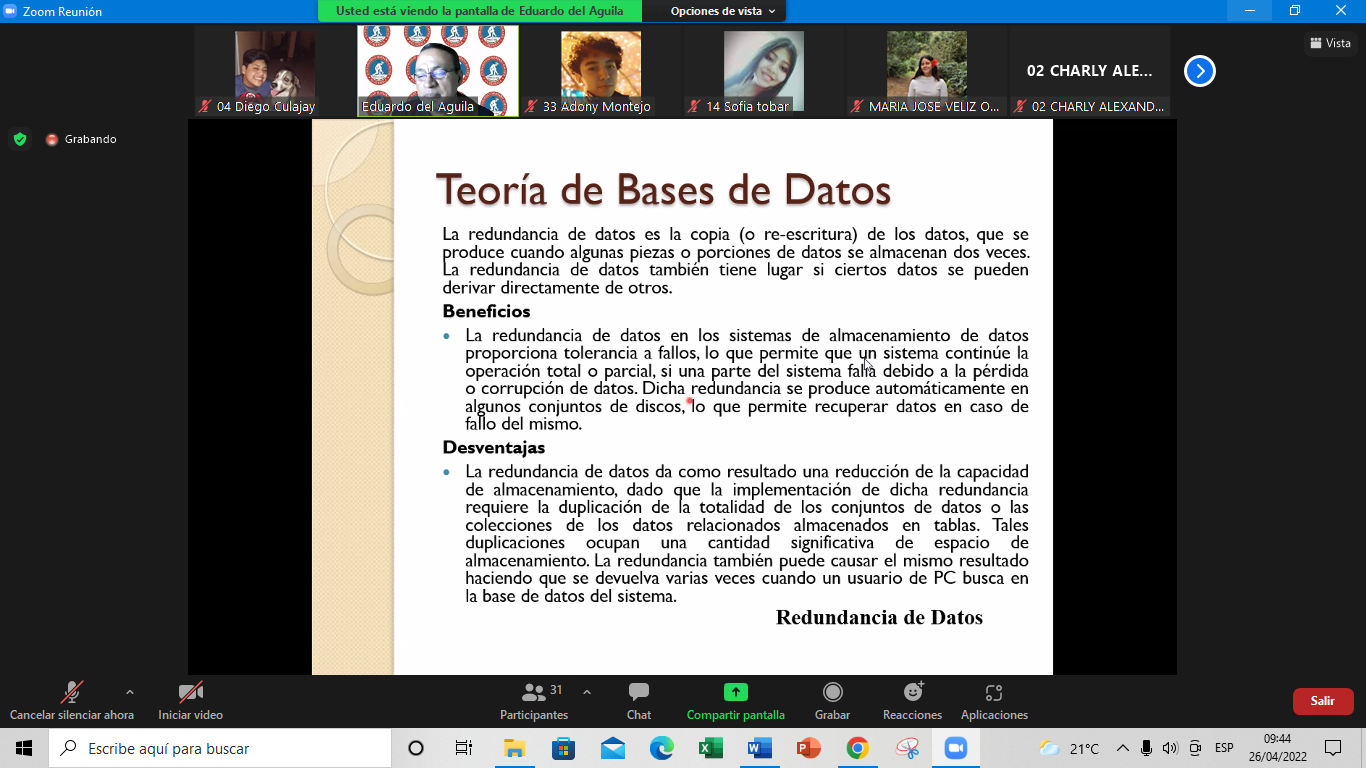 Zoom Reunión
Usted está viendo la pantalla de Eduardo del Aguila
Opciones de vista
Vista
04 Diego Culajay
Eduardo del Aguila
33 Adony Montejo
14 Sofia tobar
MARIA JOSE VELIZ O...
02 CHARLY ALE...
02 CHARLY ALEXAND...
Grabando
Teoría de Bases de Datos
La redundancia de datos es la copia (o re-escritura) de los datos, que se
produce cuando algunas piezas o porciones de datos se almacenan dos veces.
La redundancia de datos también tiene lugar si ciertos datos se pueden
derivar directamente de otros.
Beneficios
• La redundancia de datos en los sistemas de almacenamiento de datos
proporciona tolerancia a fallos, lo que permite que un sistema continúe la
operación total o parcial, si una parte del sistema falla debido a la pérdida
o corrupción de datos. Dicha redundancia se produce automáticamente en
algunos conjuntos de discos, lo que permite recuperar datos en caso de
fallo del mismo.
Desventajas
• La redundancia de datos da como resultado una reducción de la capacidad
de almacenamiento, dado que la implementación de dicha redundancia
requiere la duplicación de la totalidad de los conjuntos de datos o las
colecciones de los datos relacionados almacenados en tablas. Tales
duplicaciones ocupan una cantidad significativa de espacio de
almacenamiento. La redundancia también puede causar el mismo resultado
haciendo que se devuelva varias veces cuando un usuario de PC busca en
la base de datos del sistema.
Redundancia de Datos
Cancelar silenciar ahora
Iniciar video
Participantes
31
Chat
Compartir pantalla
Grabar
Reacciones
Aplicaciones
Salir
Escribe aquí para buscar
21°C
ESP
09:44
26/04/2022